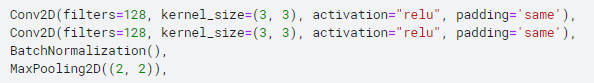 Conv2D(filters=128, kernel_size=(3, 3), activation="relu", padding='same'),
Conv2D(filters=128, kernel_size=(3, 3), activation="relu", padding='same'),
BatchNormalization(),
MaxPooling2D((2, 2)),